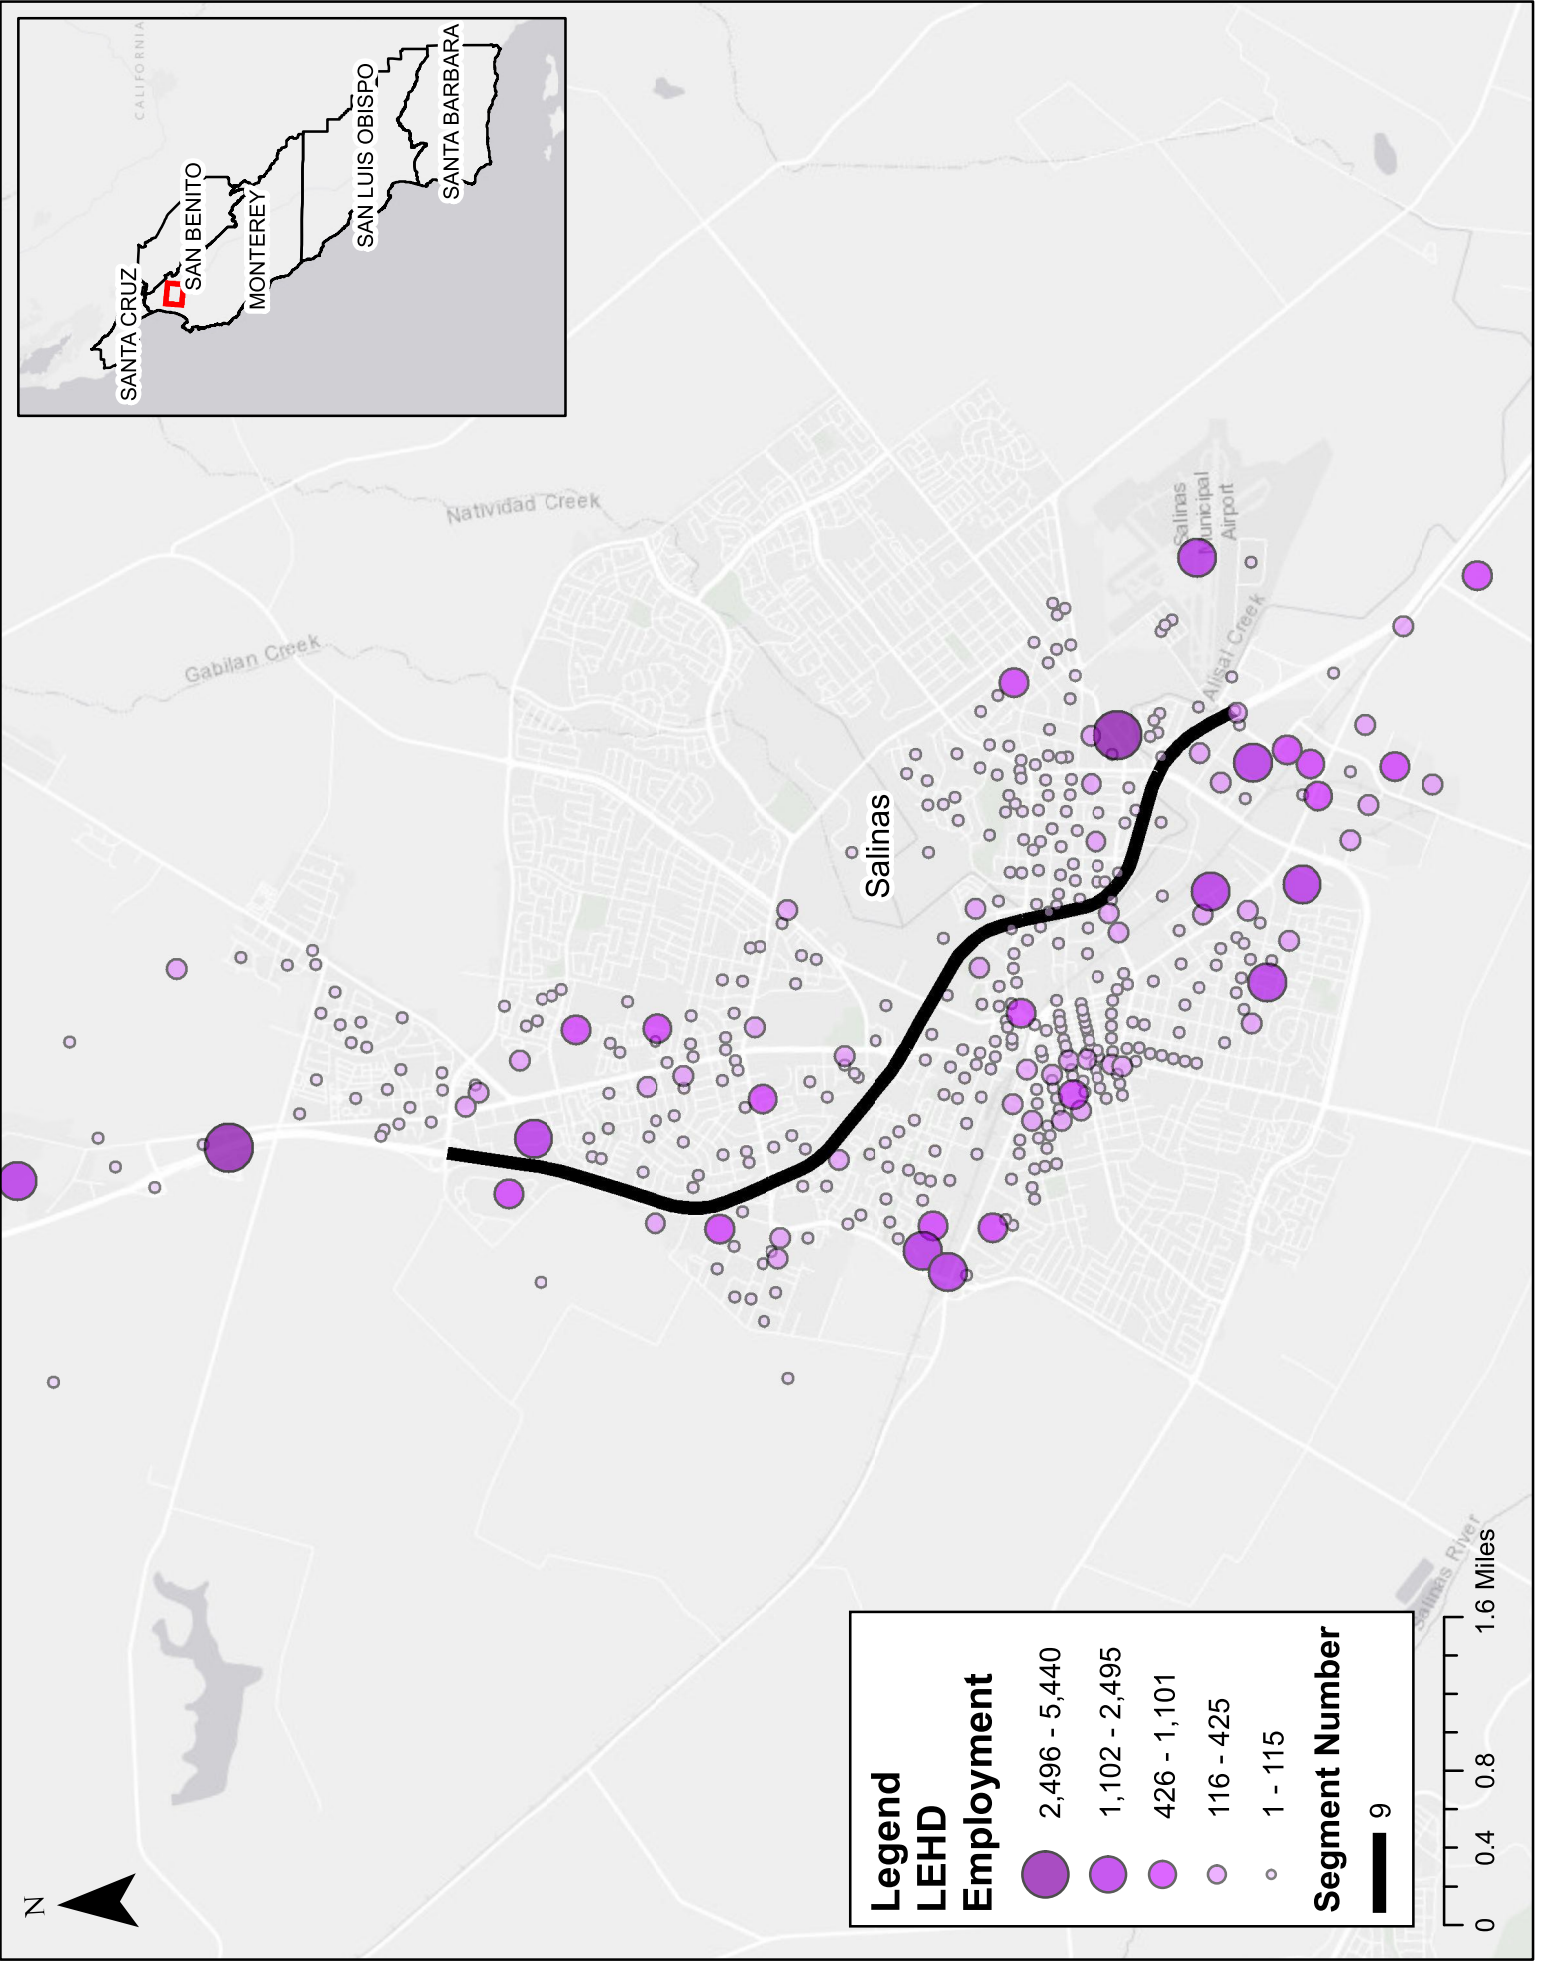 N
CALIFORNIA
SANTA CRUZ
SAN BENITO
MONTEREY
SAN LUIS OBISPO
SANTA BARBARA
Gabilan Creek
Natividad Creek
Salinas
Salinas
Municipal
Airport
Alisal Creek
Salinas River
Legend
LEHD
Employment
2,496 - 5,440
1,102 - 2,495
426 - 1,101
116 - 425
1 - 115
Segment Number
9
0 0.4 0.8 1.6 Miles